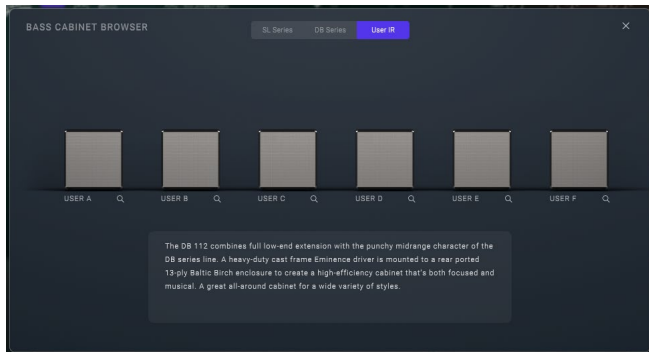 BASS CABINET BROWSER
SL Series
DB Series
User IR
USER A
USER B
USER C
USER D
USER E
USER F
The DB 112 combines full low-end extension with the punchy midrange character of the
DB series line. A heavy-duty cast frame Eminence driver is mounted to a rear ported
13-ply Baltic Birch enclosure to create a high-efficiency cabinet that's both focused and
musical. A great all-around cabinet for a wide variety of styles.